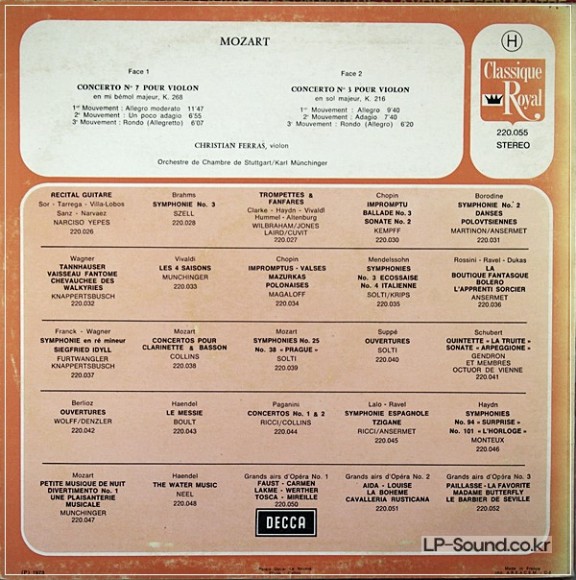 MOZART
Face 1
CONCERTO Nº 7 POUR VIOLON
en mi bémol majeur, K. 268
1er Mouvement : Allegro moderato 11'47
2e Mouvement : Un poco adagio 6'55
3e Mouvement : Rondo (Allegretto) 6'07
Face 2
CONCERTO Nº 3 POUR VIOLON
en sol majeur, K. 216
1er Mouvement : Allegro 9'40
2e Mouvement : Adagio 7'40
3e Mouvement : Rondo (Allegro) 6'20
CHRISTIAN FERRAS, violon
Orchestre de Chambre de Stuttgart/Karl Münchinger
H
Classique
Royal
220.055
STEREO
RECITAL GUITARE
Sor - Tarrega - Villa-Lobos
Sanz - Narvaez
NARCISO YEPES
220.026
Brahms
SYMPHONIE No. 3
SZELL
220.028
TROMPETTES &
FANFARES
Clarke - Haydn - Vivaldi
Hummel - Altenburg
WILBRAHAM/JONES
LAIRD/CUVIT
220.027
Chopin
IMPROMPTU
BALLADE No. 3
SONATE No. 2
KEMPFF
220.030
Borodine
SYMPHONIE No. 2
DANSES
POLOVTSIENNES
MARTINON/ANSERMET
220.031
Wagner
TANNHAUSER
VAISSEAU FANTOME
CHEVAUCHEE DES
WALKYRIES
KNAPPERTSBUSCH
220.032
Vivaldi
LES 4 SAISONS
MUNCHINGER
220.033
Chopin
IMPROMPTUS - VALSES
MAZURKAS
POLONAISES
MAGALOFF
220.034
Mendelssohn
SYMPHONIES
No. 3 ECOSSAISE
No. 4 ITALIENNE
SOLTI/KRIPS
220.035
Rossini - Ravel - Dukas
LA
BOUTIQUE FANTASQUE
BOLERO
L'APPRENTI SORCIER
ANSERMET
220.036
Franck - Wagner
SYMPHONIE en ré mineur
SIEGFRIED IDYLL
FURTWANGLER
KNAPPERTSBUSCH
220.037
Mozart
CONCERTOS POUR
CLARINETTE & BASSON
COLLINS
220.038
Mozart
SYMPHONIES No. 25
No. 38 « PRAGUE »
SOLTI
220.039
Suppé
OUVERTURES
SOLTI
220.040
Schubert
QUINTETTE « LA TRUITE »
SONATE « ARPEGGIONE »
GENDRON
ET MEMBRES
OCTUOR DE VIENNE
220.041
Berlioz
OUVERTURES
WOLFF/DENZLER
220.042
Haendel
LE MESSIE
BOULT
220.043
Paganini
CONCERTOS No. 1 & 2
RICCI/COLLINS
220.044
Lalo - Ravel
SYMPHONIE ESPAGNOLE
TZIGANE
RICCI/ANSERMET
220.045
Haydn
SYMPHONIES
No. 94 « SURPRISE »
No. 101 « L'HORLOGE »
MONTEUX
220.046
Mozart
PETITE MUSIQUE DE NUIT
DIVERTIMENTO No. 1
UNE PLAISANTERIE
MUSICALE
MUNCHINGER
220.047
Haendel
THE WATER MUSIC
NEEL
220.048
Grands airs d'Opéra No. 1
FAUST - CARMEN
LAKME - WERTHER
TOSCA - MIREILLE
220.050
Grands airs d'Opéra No. 2
AIDA - LOUISE
LA BOHEME
CAVALLERIA RUSTICANA
220.051
Grands airs d'Opéra No. 3
PAILLASSE - LA FAVORITE
MADAME BUTTERFLY
LE BARBIER DE SEVILLE
220.052
DECCA
LP-Sound.co.kr
Made in France